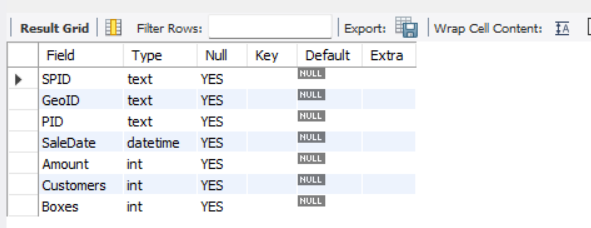 Result Grid Filter Rows: Export: Wrap Cell Content: IA
Field Type Null Key Default Extra
SPID text YES NULL
GeoID text YES NULL
PID text YES NULL
SaleDate datetime YES NULL
Amount int YES NULL
Customers int YES NULL
Boxes int YES NULL